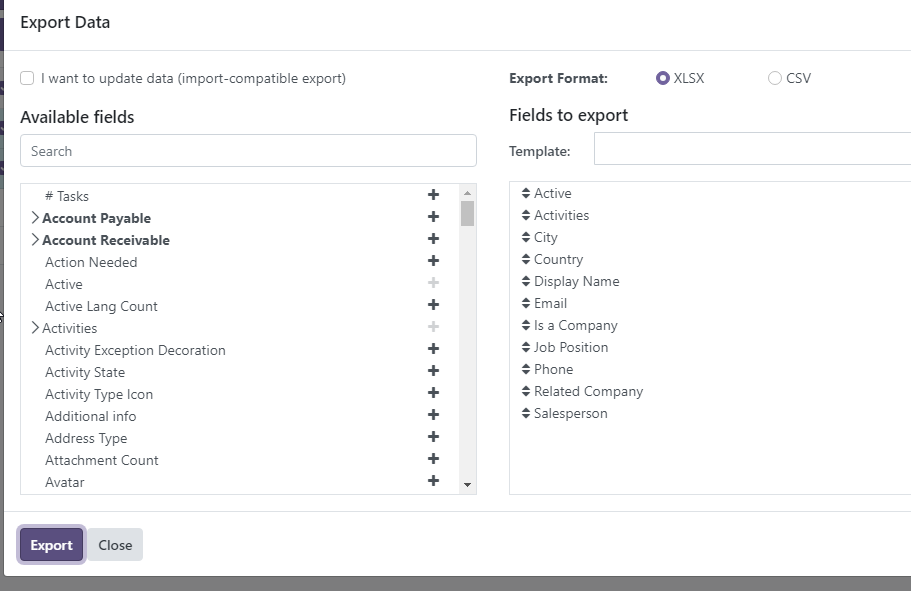 Export Data
I want to update data (import-compatible export)
Export Format:
XLSX
CSV
Available fields
Search
# Tasks
Account Payable
Account Receivable
Action Needed
Active
Active Lang Count
Activities
Activity Exception Decoration
Activity State
Activity Type Icon
Additional info
Address Type
Attachment Count
Avatar
Fields to export
Template:
Active
Activities
City
Country
Display Name
Email
Is a Company
Job Position
Phone
Related Company
Salesperson
Export
Close